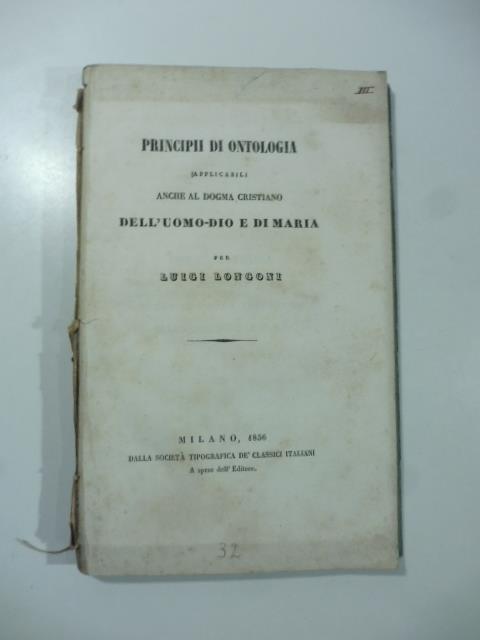 III
PRINCIPII DI ONTOLOGIA
APPLICABILI
ANCHE AL DOGMA CRISTIANO
DELL'UOMO-DIO E DI MARIA
PER
LUIGI LONGONI
MILANO, 1856
DALLA SOCIETÀ TIPOGRAFICA DE' CLASSICI ITALIANI
A spese dell' Editore.
32